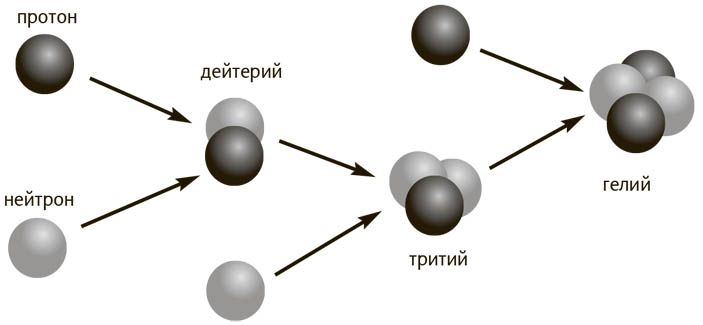 протон
дейтерий
нейтрон
тритий
гелий